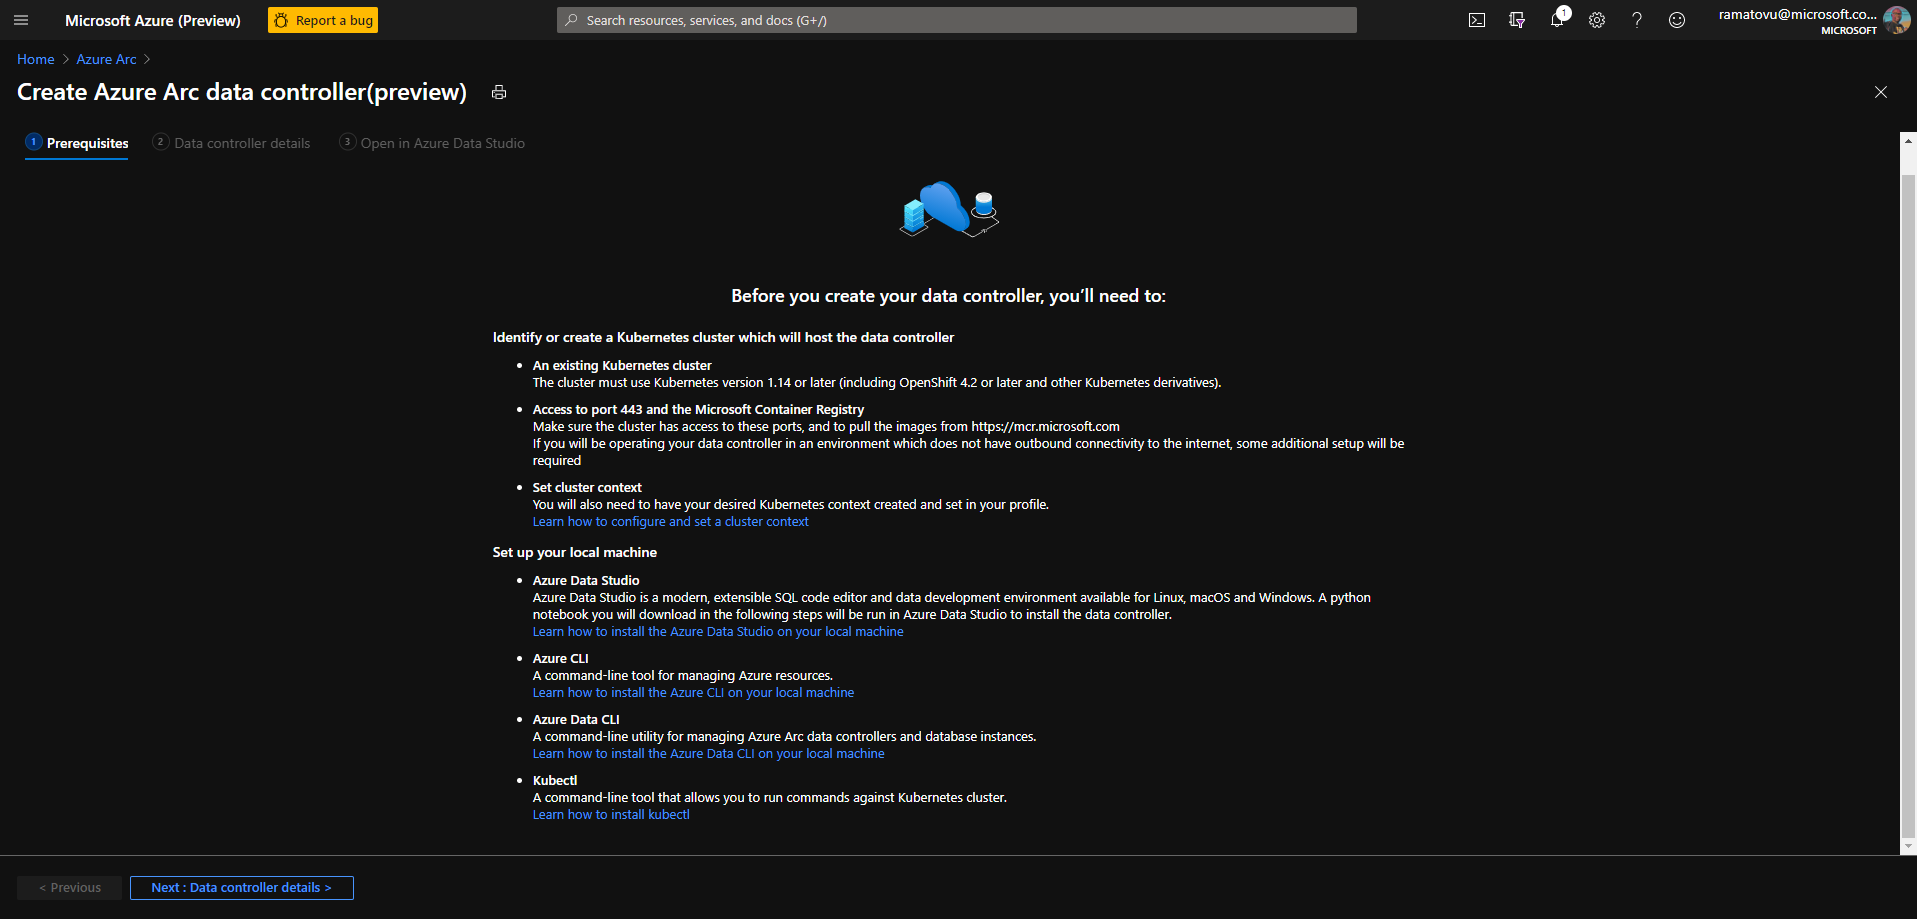 Microsoft Azure (Preview)
Report a bug
Search resources, services, and docs (G+/)
1
ramatovu@microsoft.co...
MICROSOFT
Home > Azure Arc >
Create Azure Arc data controller(preview)
1 Prerequisites
2 Data controller details
3 Open in Azure Data Studio
Before you create your data controller, you’ll need to:
Identify or create a Kubernetes cluster which will host the data controller
• An existing Kubernetes cluster
The cluster must use Kubernetes version 1.14 or later (including OpenShift 4.2 or later and other Kubernetes derivatives).
• Access to port 443 and the Microsoft Container Registry
Make sure the cluster has access to these ports, and to pull the images from https://mcr.microsoft.com
If you will be operating your data controller in an environment which does not have outbound connectivity to the internet, some additional setup will be
required
• Set cluster context
You will also need to have your desired Kubernetes context created and set in your profile.
Learn how to configure and set a cluster context
Set up your local machine
• Azure Data Studio
Azure Data Studio is a modern, extensible SQL code editor and data development environment available for Linux, macOS and Windows. A python
notebook you will download in the following steps will be run in Azure Data Studio to install the data controller.
Learn how to install the Azure Data Studio on your local machine
• Azure CLI
A command-line tool for managing Azure resources.
Learn how to install the Azure CLI on your local machine
• Azure Data CLI
A command-line utility for managing Azure Arc data controllers and database instances.
Learn how to install the Azure Data CLI on your local machine
• Kubectl
A command-line tool that allows you to run commands against Kubernetes cluster.
Learn how to install kubectl
< Previous
Next : Data controller details >